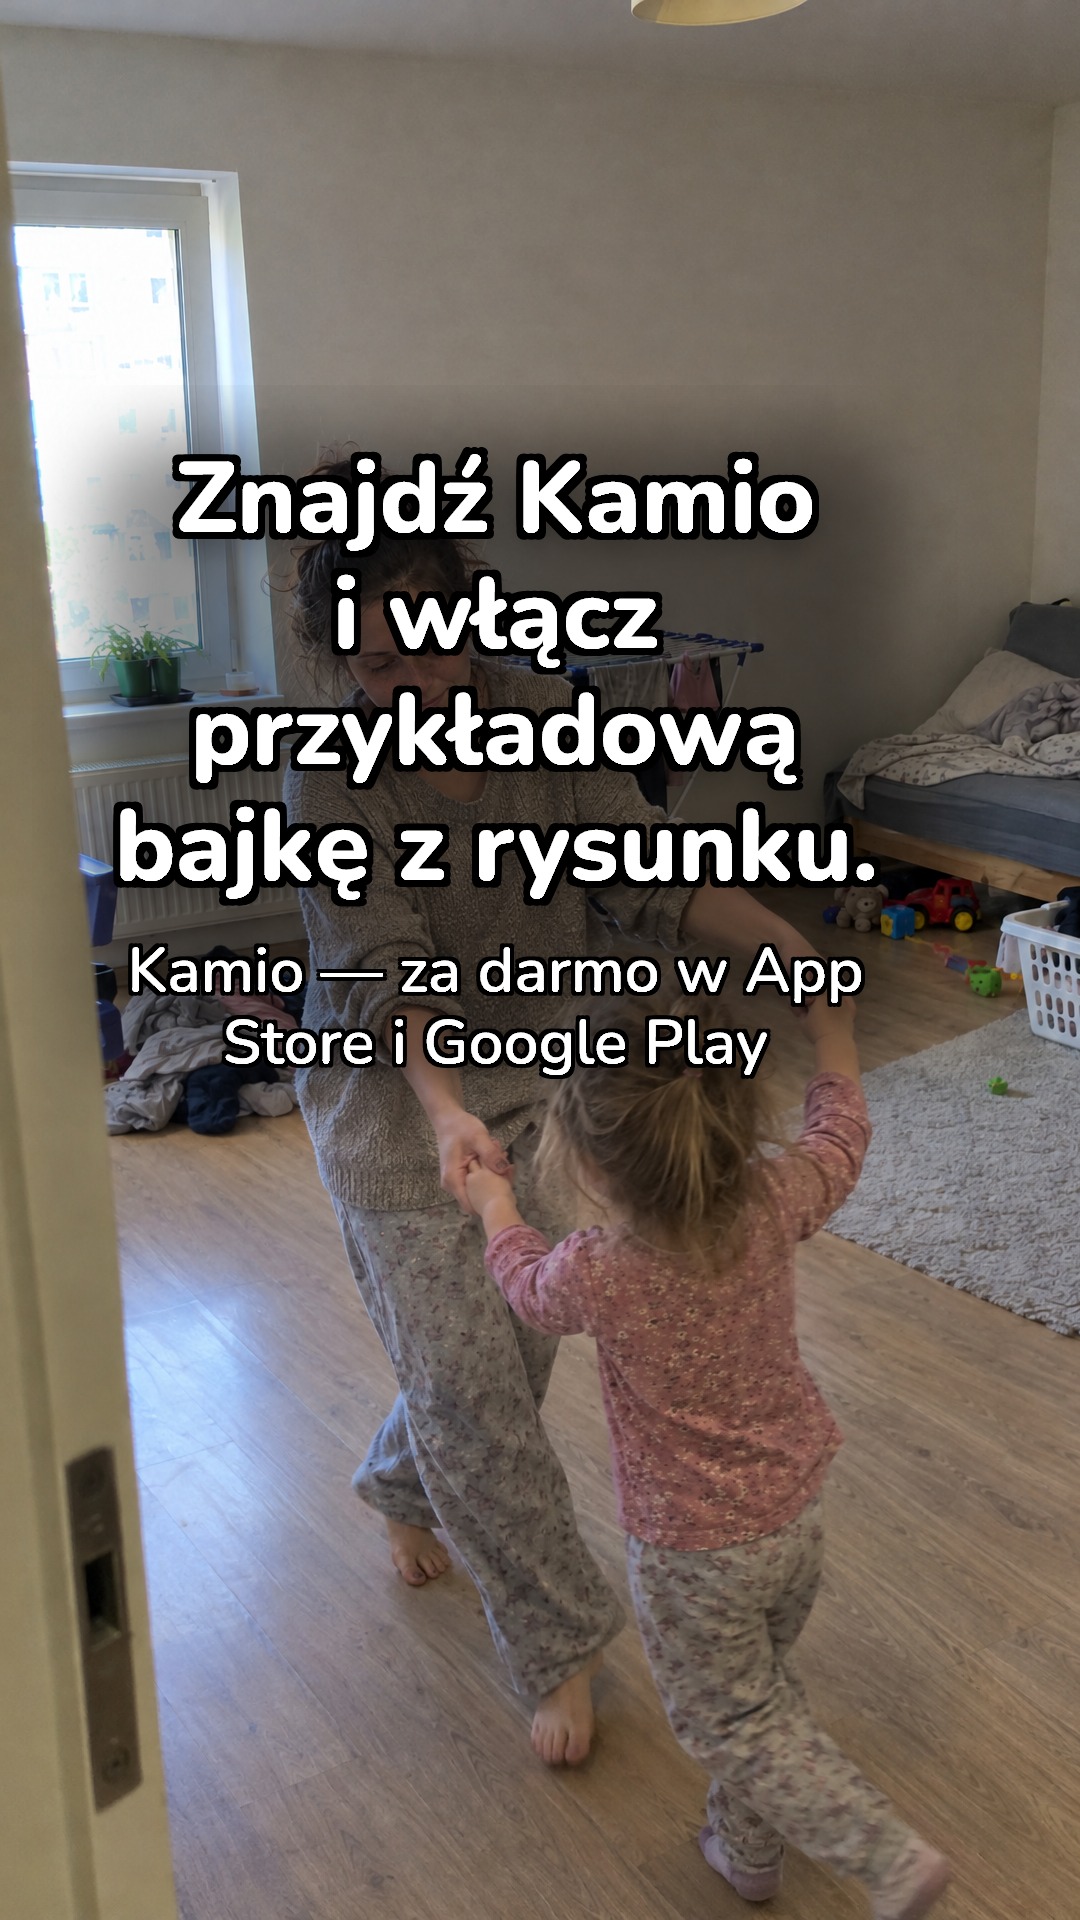 Znajdź Kamio
i włącz
przykładową
bajkę z rysunku.
Kamio — za darmo w App
Store i Google Play